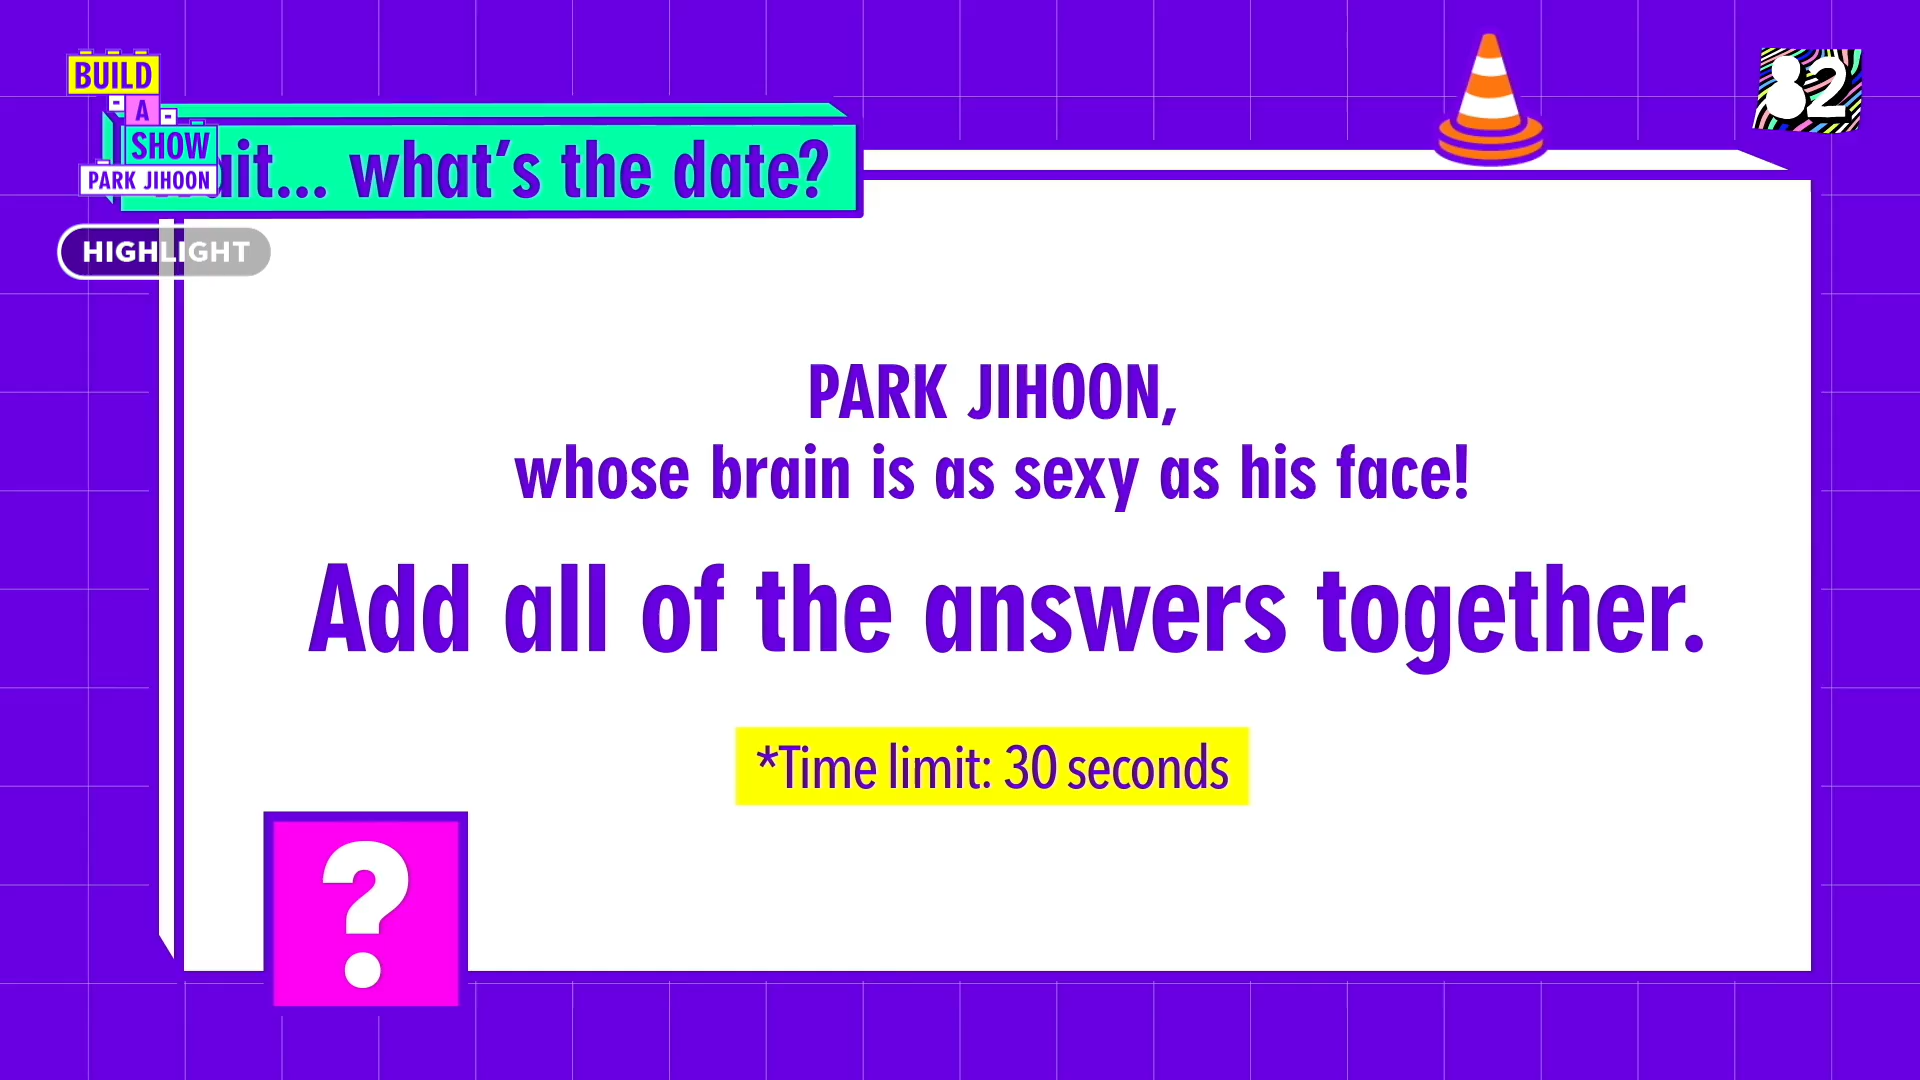 BUILD
A
SHOW
PARK JIHOON
HIGHLIGHT
what's the date?
82
PARK JIHOON,
whose brain is as sexy as his face!
Add all of the answers together.
*Time limit: 30 seconds
?